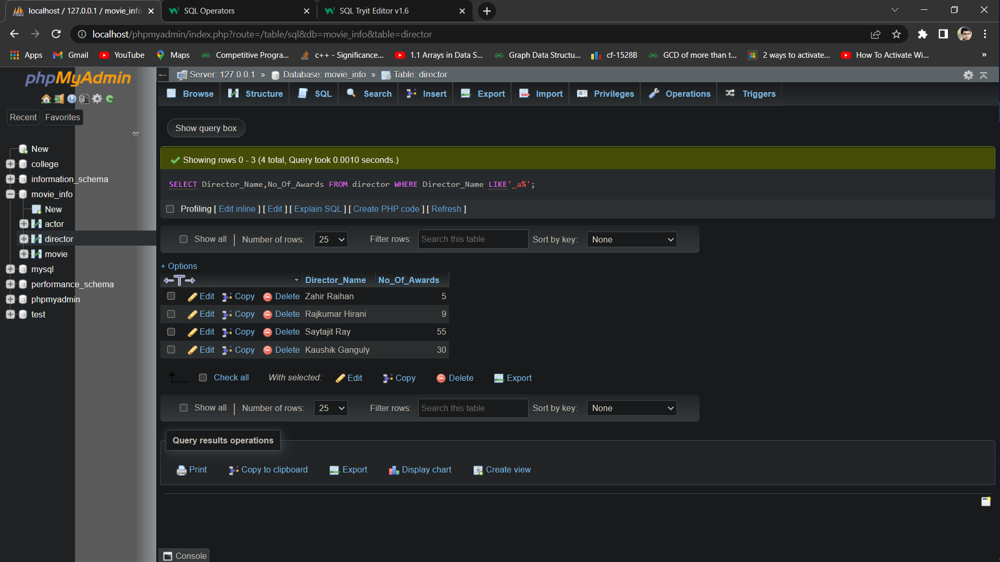 localhost / 127.0.0.1 / movie_info
SQL Operators
SQL Tryit Editor v1.6
localhost/phpmyadmin/index.php?route=/table/sql&db=movie_info&table=director
Apps
Gmail
YouTube
Maps
Competitive Progra...
c++ - Significance...
1.1 Arrays in Data S...
Graph Data Structu...
cf-1528B
GCD of more than t...
2 ways to activate...
How To Activate Wi...
»
phpMyAdmin
Recent
Favorites
New
college
information_schema
movie_info
New
actor
director
movie
mysql
performance_schema
phpmyadmin
test
Server: 127.0.0.1 » Database: movie_info » Table: director
Browse
Structure
SQL
Search
Insert
Export
Import
Privileges
Operations
Triggers
Show query box
Showing rows 0 - 3 (4 total, Query took 0.0010 seconds.)
SELECT Director_Name,No_Of_Awards FROM director WHERE Director_Name LIKE'_a%';
Profiling [ Edit inline ] [ Edit ] [ Explain SQL ] [ Create PHP code ] [ Refresh ]
Show all | Number of rows: 25 Filter rows: Search this table Sort by key: None
+ Options
Director_Name No_Of_Awards
Edit Copy Delete Zahir Raihan 5
Edit Copy Delete Rajkumar Hirani 9
Edit Copy Delete Saytajit Ray 55
Edit Copy Delete Kaushik Ganguly 30
Check all With selected: Edit Copy Delete Export
Show all | Number of rows: 25 Filter rows: Search this table Sort by key: None
Query results operations
Print Copy to clipboard Export Display chart Create view
Console